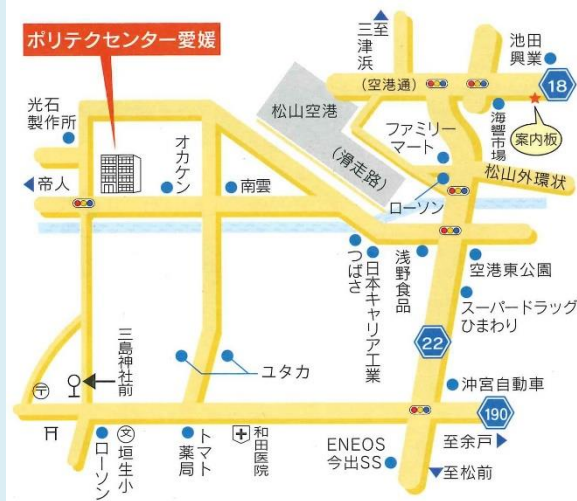 ポリテクセンター愛媛
至三津浜
池田
興業
(空港通)
18
光石
製作所
松山空港
海響市場
案内板
オカケン
ファミリー
マート
(滑走路)
松山外環状
帝人
南雲
ローソン
つばさ
日本キャリア工業
浅野食品
空港東公園
スーパードラッグ
ひまわり
22
三島神社前
ユタカ
沖宮自動車
〒
文
190
ローソン
垣生小
トマト
薬局
和田医院
ENEOS
今出SS
至余戸
至松前